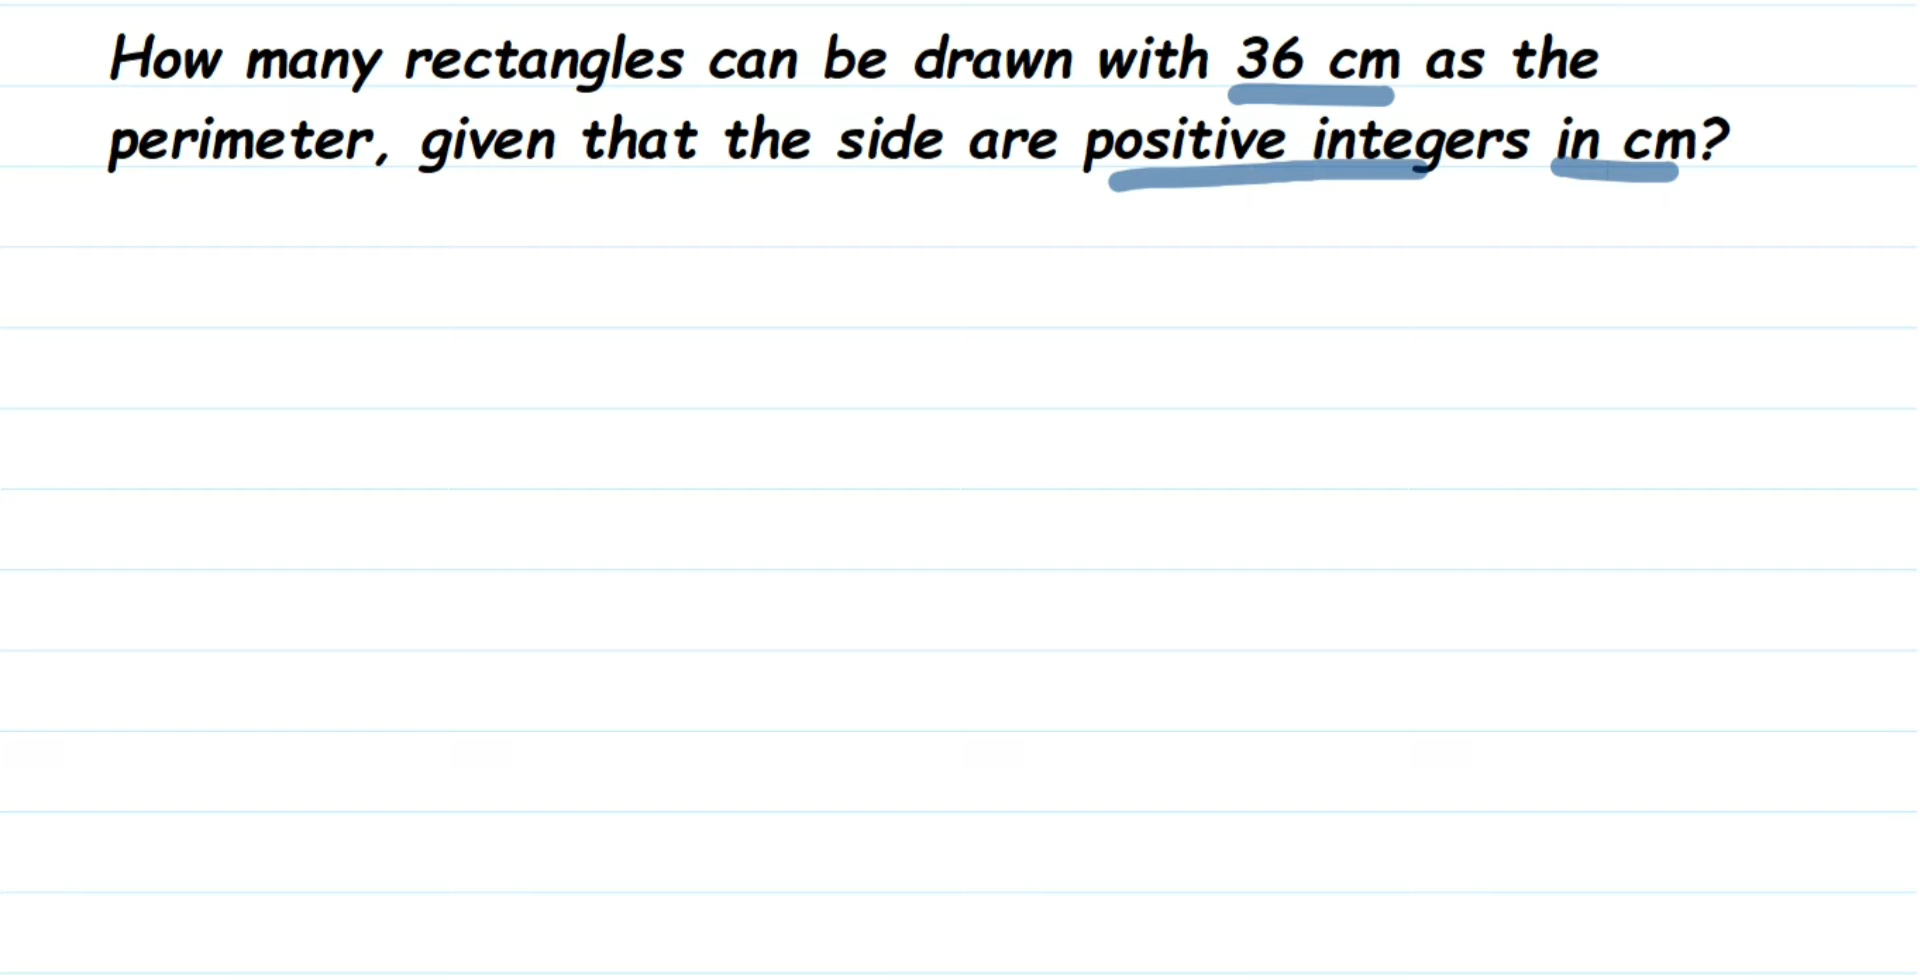 How many rectangles can be drawn with 36 cm as the
perimeter, given that the side are positive integers in cm?